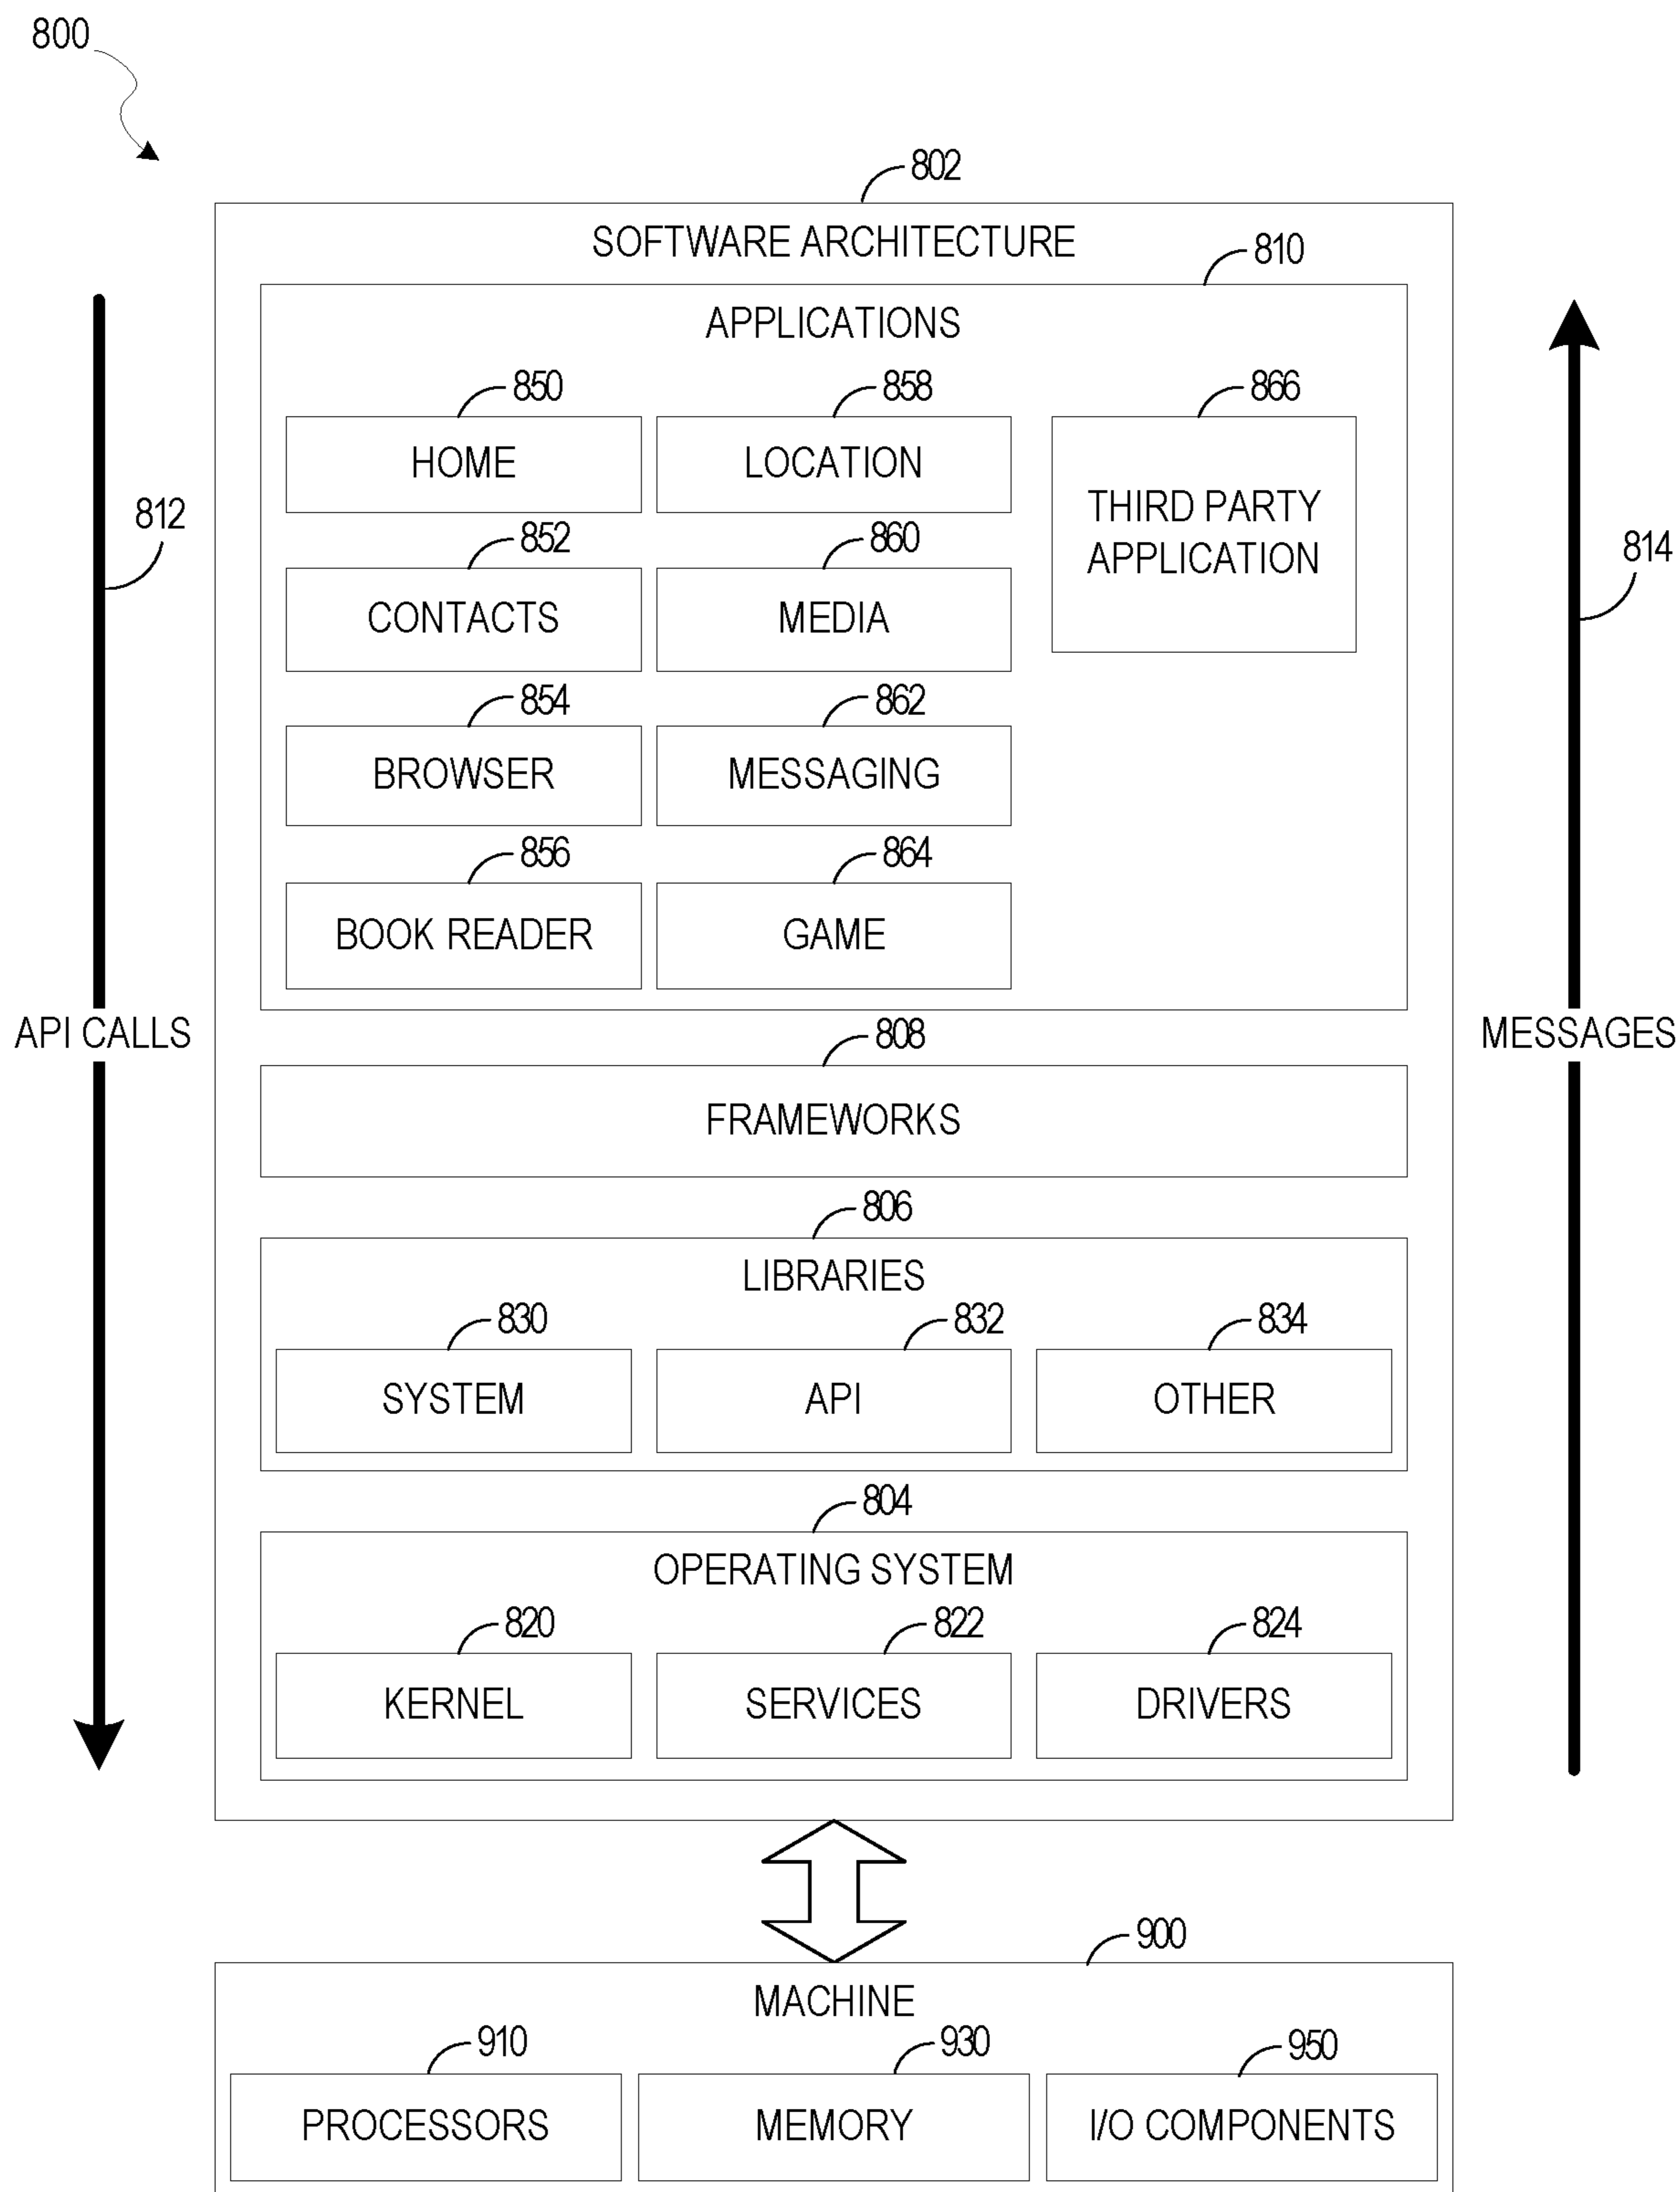 800
802
SOFTWARE ARCHITECTURE
810
APPLICATIONS
850
858
866
HOME
LOCATION
THIRD PARTY
APPLICATION
812
852
860
814
CONTACTS
MEDIA
854
862
BROWSER
MESSAGING
856
864
BOOK READER
GAME
API CALLS
MESSAGES
808
FRAMEWORKS
806
LIBRARIES
830
832
834
SYSTEM
API
OTHER
804
OPERATING SYSTEM
820
822
824
KERNEL
SERVICES
DRIVERS
900
MACHINE
910
930
950
PROCESSORS
MEMORY
I/O COMPONENTS